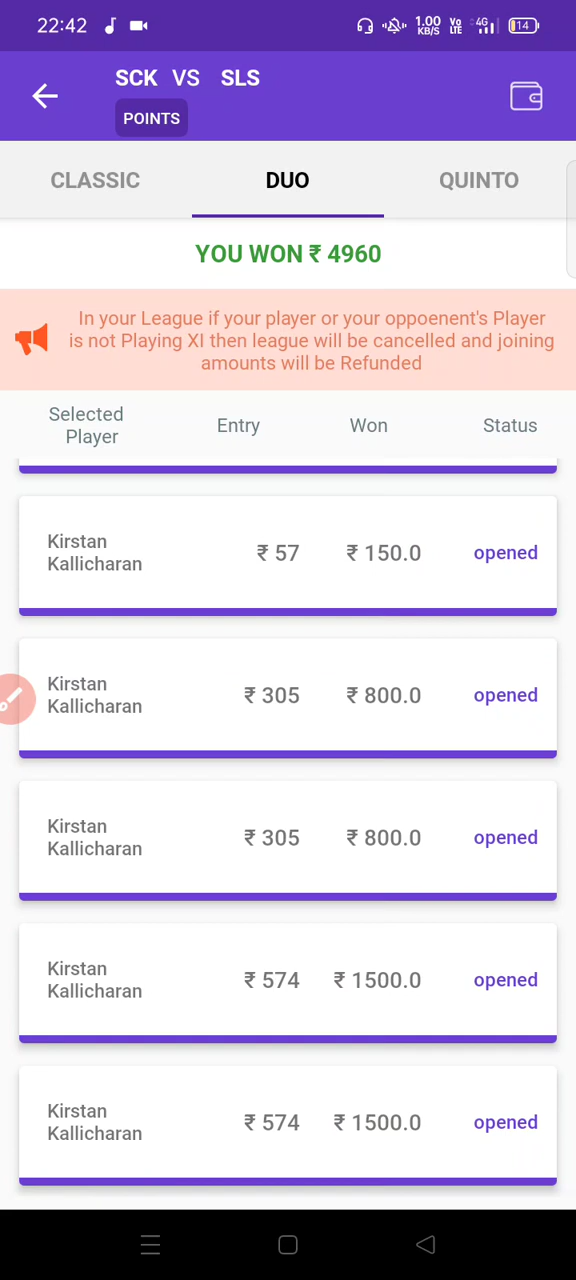 22:42
1.00 KB/S
Vo LTE
4G
14
SCK VS SLS
POINTS
CLASSIC DUO QUINTO
YOU WON ₹ 4960
In your League if your player or your oppoenent's Player
is not Playing XI then league will be cancelled and joining
amounts will be Refunded
Selected
Player
Entry
Won
Status
Kirstan
Kallicharan
₹ 57
₹ 150.0
opened
Kirstan
Kallicharan
₹ 305
₹ 800.0
opened
Kirstan
Kallicharan
₹ 305
₹ 800.0
opened
Kirstan
Kallicharan
₹ 574
₹ 1500.0
opened
Kirstan
Kallicharan
₹ 574
₹ 1500.0
opened